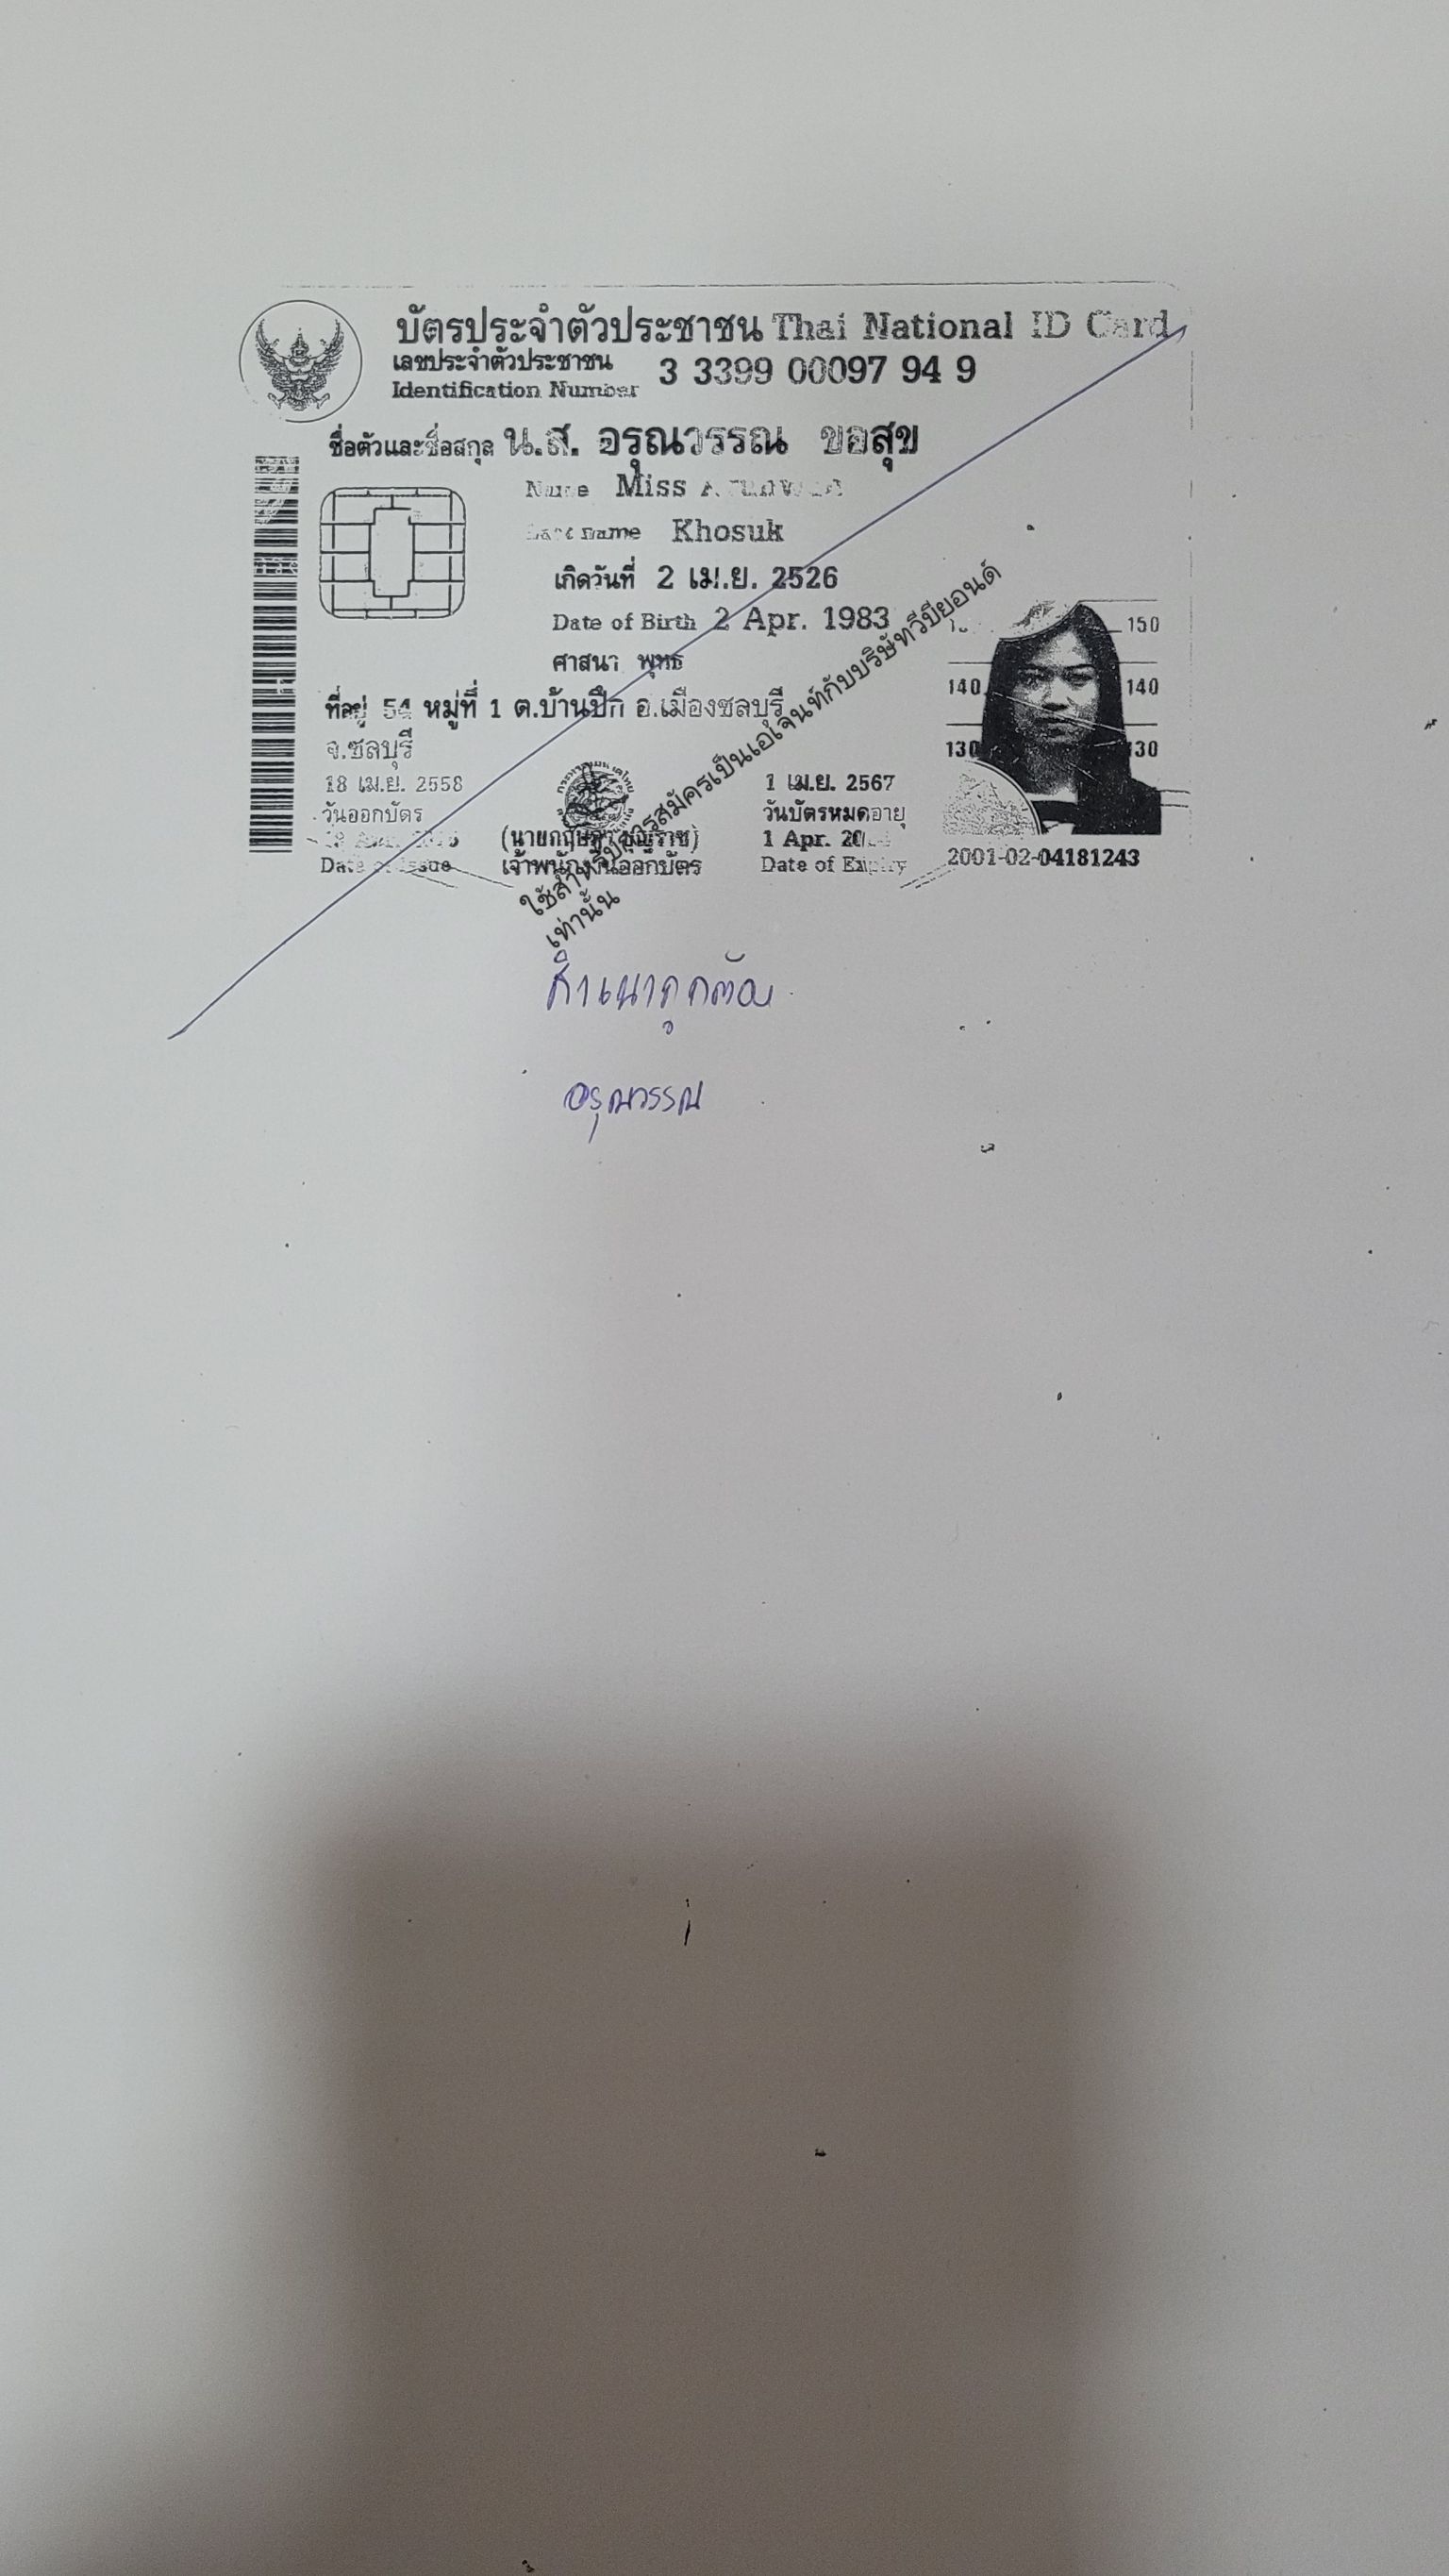 บัตรประจำตัวประชาชน Thai National ID Card
เลขประจำตัวประชาชน
Identification Number
3 3399 00097 94 9
ชื่อตัวและชื่อสกุล น.ส. อรุณวรรณ ขอสุข
Name Miss
Last name Khosuk
เกิดวันที่ 2 เม.ย. 2526
Date of Birth 2 Apr. 1983
ศาสนา พุทธ
ที่อยู่ 54 หมู่ที่ 1 ต.บ้านปึก อ.เมืองชลบุรี
จ.ชลบุรี
18 เม.ย. 2558
วันออกบัตร
Date of Issue
เจ้าพนักงานออกบัตร
1 เม.ย. 2567
วันบัตรหมดอายุ
1 Apr.
Date of Expiry
150
140 140
130 130
2001-02-04181243
ใช้สำหรับการสมัครเป็นเอเจ้นท์กับบริษัทวีบียอนด์
เท่านั้น
สำเนาถูกต้อง
อรุณวรรณ